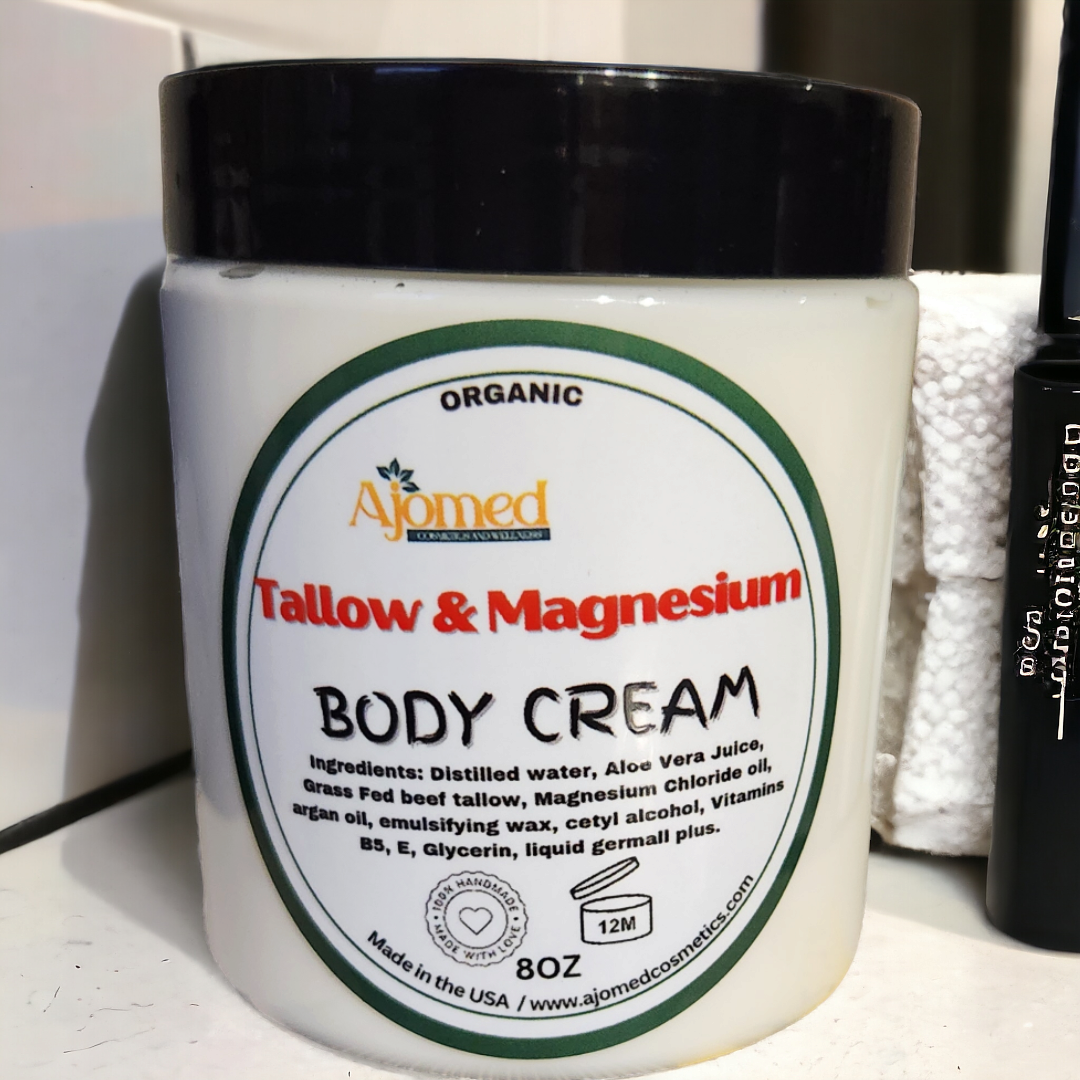 ORGANIC
Ajomed
COSMETICS AND WELLNESS
Tallow & Magnesium
BODY CREAM
Ingredients: Distilled water, Aloe Vera Juice,
Grass Fed beef tallow, Magnesium Chloride oil,
argan oil, emulsifying wax, cetyl alcohol, Vitamins
B5, E, Glycerin, liquid germall plus.
100% HANDMADE
MADE WITH LOVE
12M
8OZ
Made in the USA / www.ajomedcosmetics.com